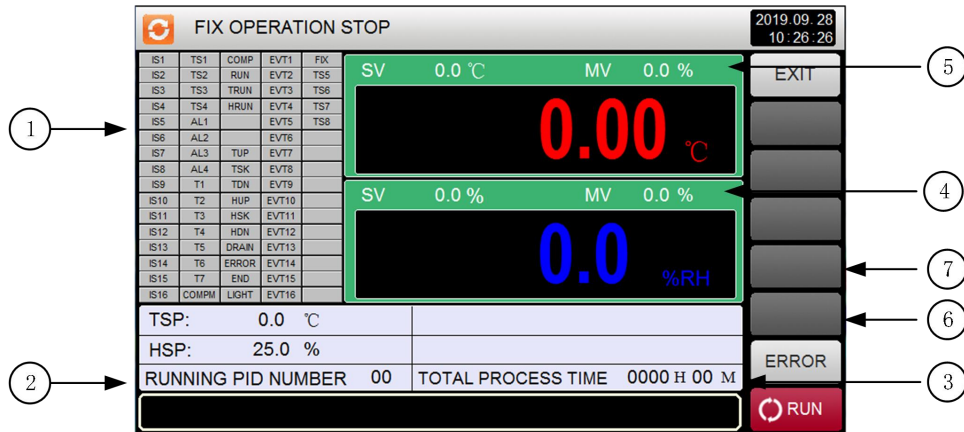 FIX OPERATION STOP
2019.09.28
10:26:26
IS1 TS1 COMP EVT1 FIX
IS2 TS2 RUN EVT2 TS5
IS3 TS3 TRUN EVT3 TS6
IS4 TS4 HRUN EVT4 TS7
IS5 AL1 EVT5 TS8
IS6 AL2 EVT6
IS7 AL3 TUP EVT7
IS8 AL4 TSK EVT8
IS9 T1 TDN EVT9
IS10 T2 HUP EVT10
IS11 T3 HSK EVT11
IS12 T4 HDN EVT12
IS13 T5 DRAIN EVT13
IS14 T6 ERROR EVT14
IS15 T7 END EVT15
IS16 COMPM LIGHT EVT16
SV 0.0 ℃ MV 0.0 %
0.00 ℃
SV 0.0 % MV 0.0 %
0.0 %RH
TSP: 0.0 ℃
HSP: 25.0 %
RUNNING PID NUMBER 00 TOTAL PROCESS TIME 0000 H 00 M
EXIT
ERROR
RUN
1
2
5
4
7
6
3